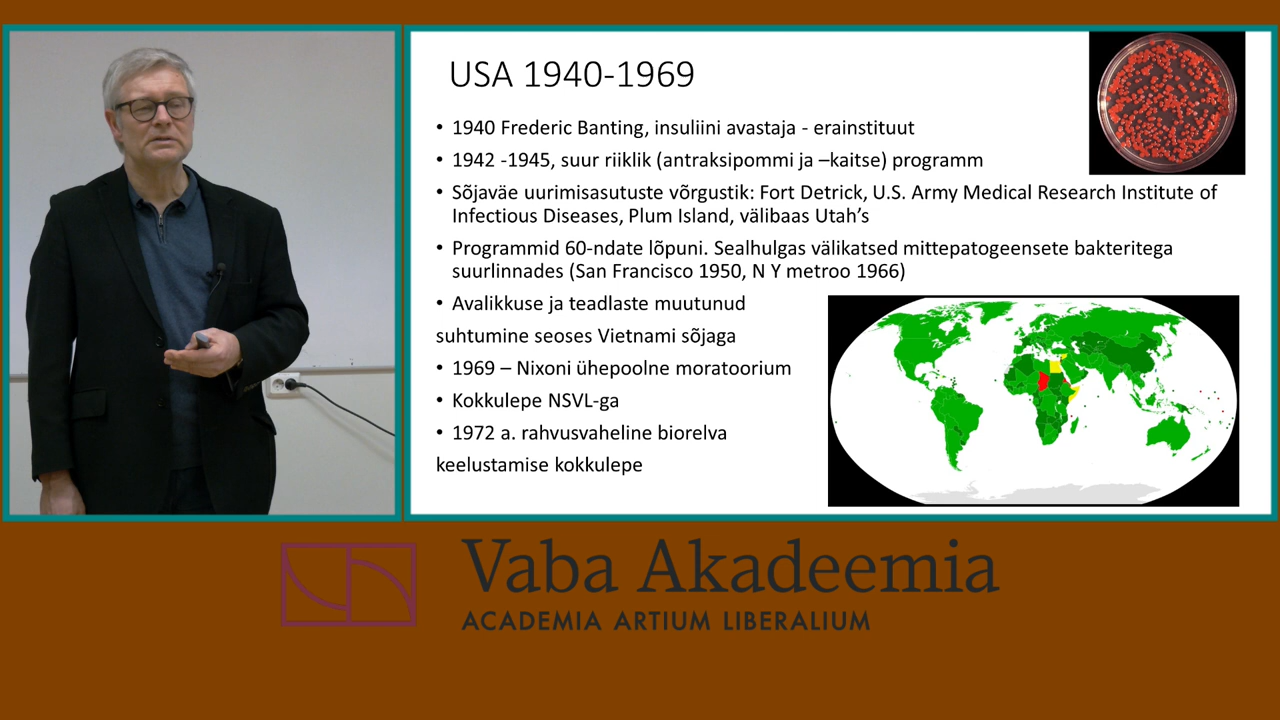 USA 1940-1969
• 1940 Frederic Banting, insuliini avastaja - erainstituut
• 1942 -1945, suur riiklik (antraksipommi ja –kaitse) programm
• Sõjaväe uurimisasutuste võrgustik: Fort Detrick, U.S. Army Medical Research Institute of
Infectious Diseases, Plum Island, välibaas Utah’s
• Programmid 60-ndate lõpuni. Sealhulgas välikatsed mittepatogeensete bakteritega
suurlinnades (San Francisco 1950, N Y metroo 1966)
• Avalikkuse ja teadlaste muutunud
suhtumine seoses Vietnami sõjaga
• 1969 – Nixoni ühepoolne moratoorium
• Kokkulepe NSVL-ga
• 1972 a. rahvusvaheline biorelva
keelustamise kokkulepe
Vaba Akadeemia
ACADEMIA ARTIUM LIBERALIUM